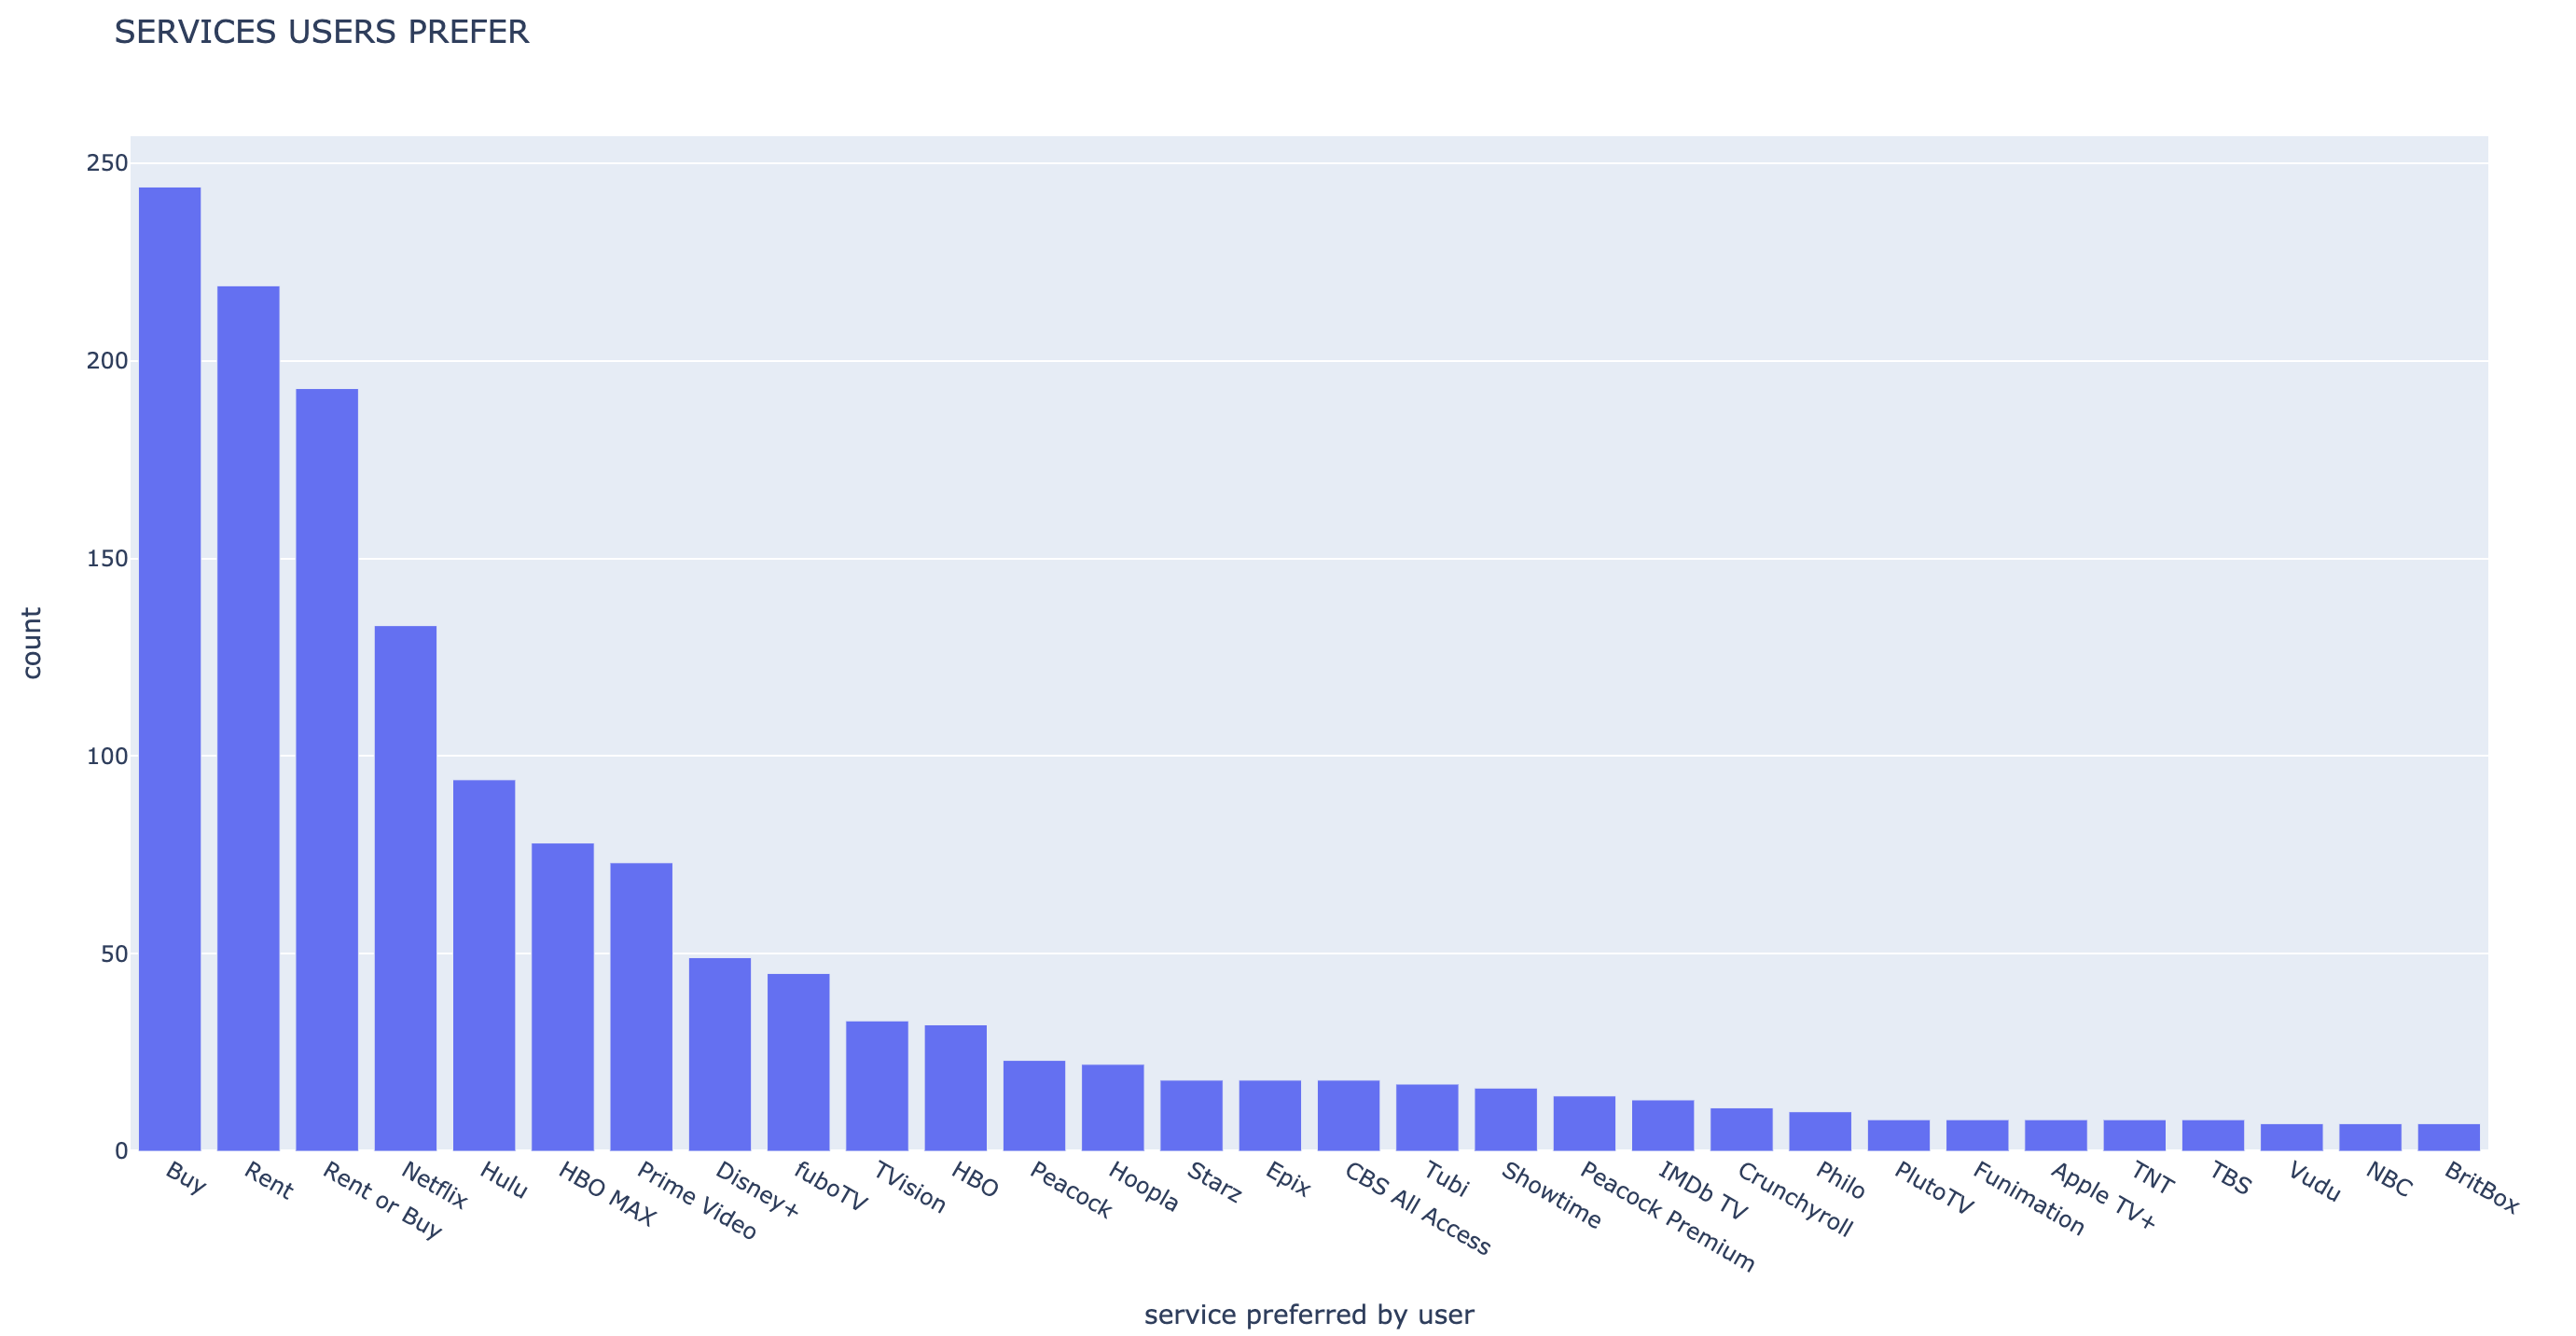 SERVICES USERS PREFER
250
200
150
100
50
0
count
Buy
Rent
Rent or Buy
Netflix
Hulu
HBO MAX
Prime Video
Disney+
fuboTV
TVision
HBO
Peacock
Hoopla
Starz
Epix
CBS All Access
Tubi
Showtime
Peacock Premium
IMDb TV
Crunchyroll
Philo
PlutoTV
Funimation
Apple TV+
TNT
TBS
Vudu
NBC
BritBox
service preferred by user